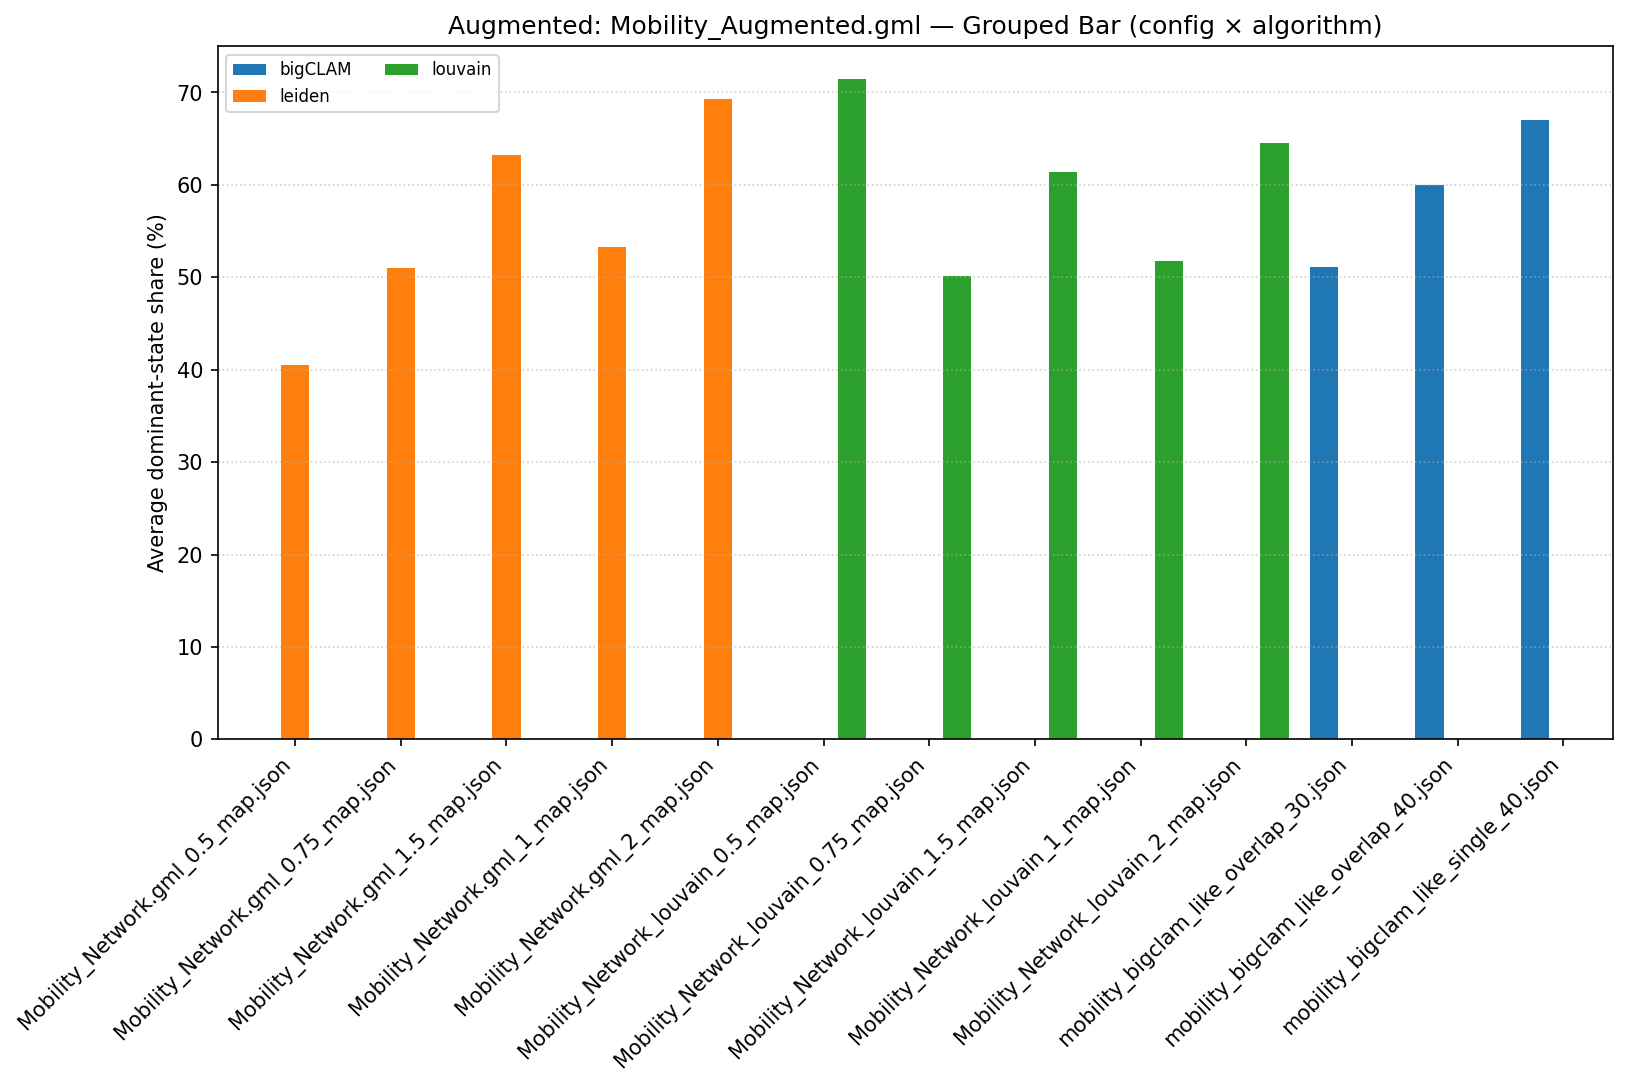 Augmented: Mobility_Augmented.gml — Grouped Bar (config × algorithm)
bigCLAM
leiden
louvain
Average dominant-state share (%)
70
60
50
40
30
20
10
0
Mobility_Network.gml_0.5_map.json
Mobility_Network.gml_0.75_map.json
Mobility_Network.gml_1.5_map.json
Mobility_Network.gml_1_map.json
Mobility_Network.gml_2_map.json
Mobility_Network_louvain_0.5_map.json
Mobility_Network_louvain_0.75_map.json
Mobility_Network_louvain_1.5_map.json
Mobility_Network_louvain_1_map.json
Mobility_Network_louvain_2_map.json
mobility_bigclam_like_overlap_30.json
mobility_bigclam_like_overlap_40.json
mobility_bigclam_like_single_40.json